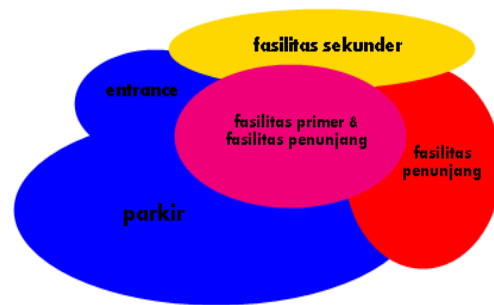 fasilitas sekunder
entrance
fasilitas primer &
fasilitas penunjang
fasilitas
penunjang
parkir